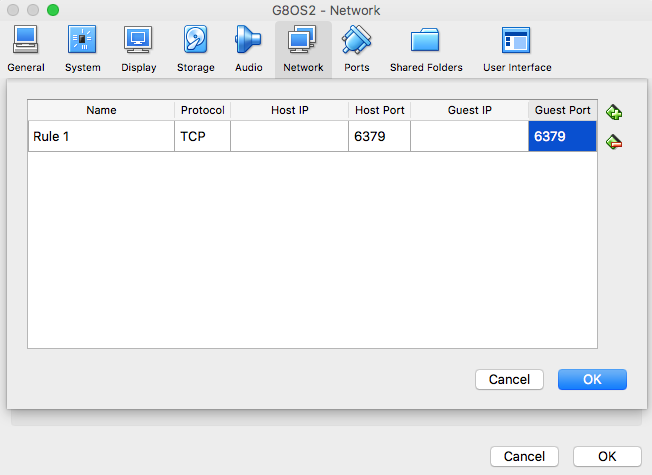 G8OS2 - Network
General System Display Storage Audio Network Ports Shared Folders User Interface
Name Protocol Host IP Host Port Guest IP Guest Port
Rule 1 TCP 6379 6379
Cancel OK
Cancel OK